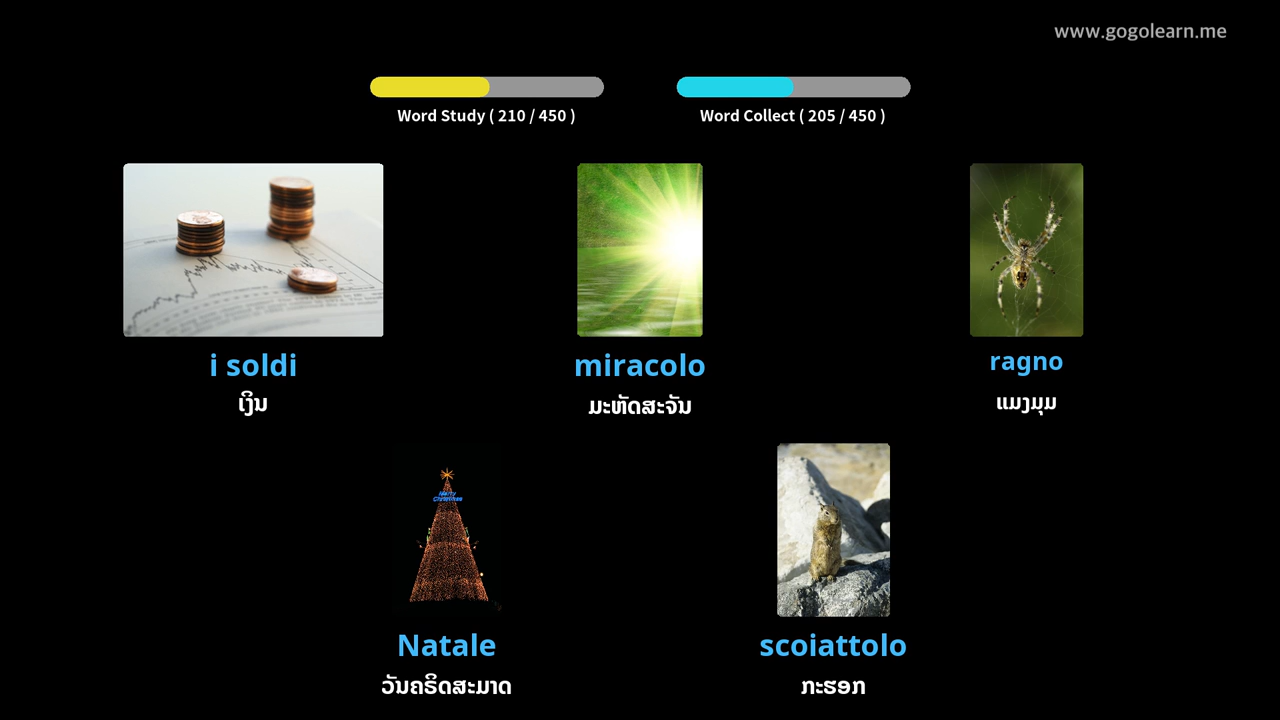 www.gogolearn.me
Word Study ( 210 / 450 )
Word Collect ( 205 / 450 )
i soldi
ເງິນ
miracolo
ມະຫັດສະຈັນ
ragno
ແມງມຸມ
Merry
Christmas
Natale
ວັນຄຣິດສະມາດ
scoiattolo
ກະຮອກ